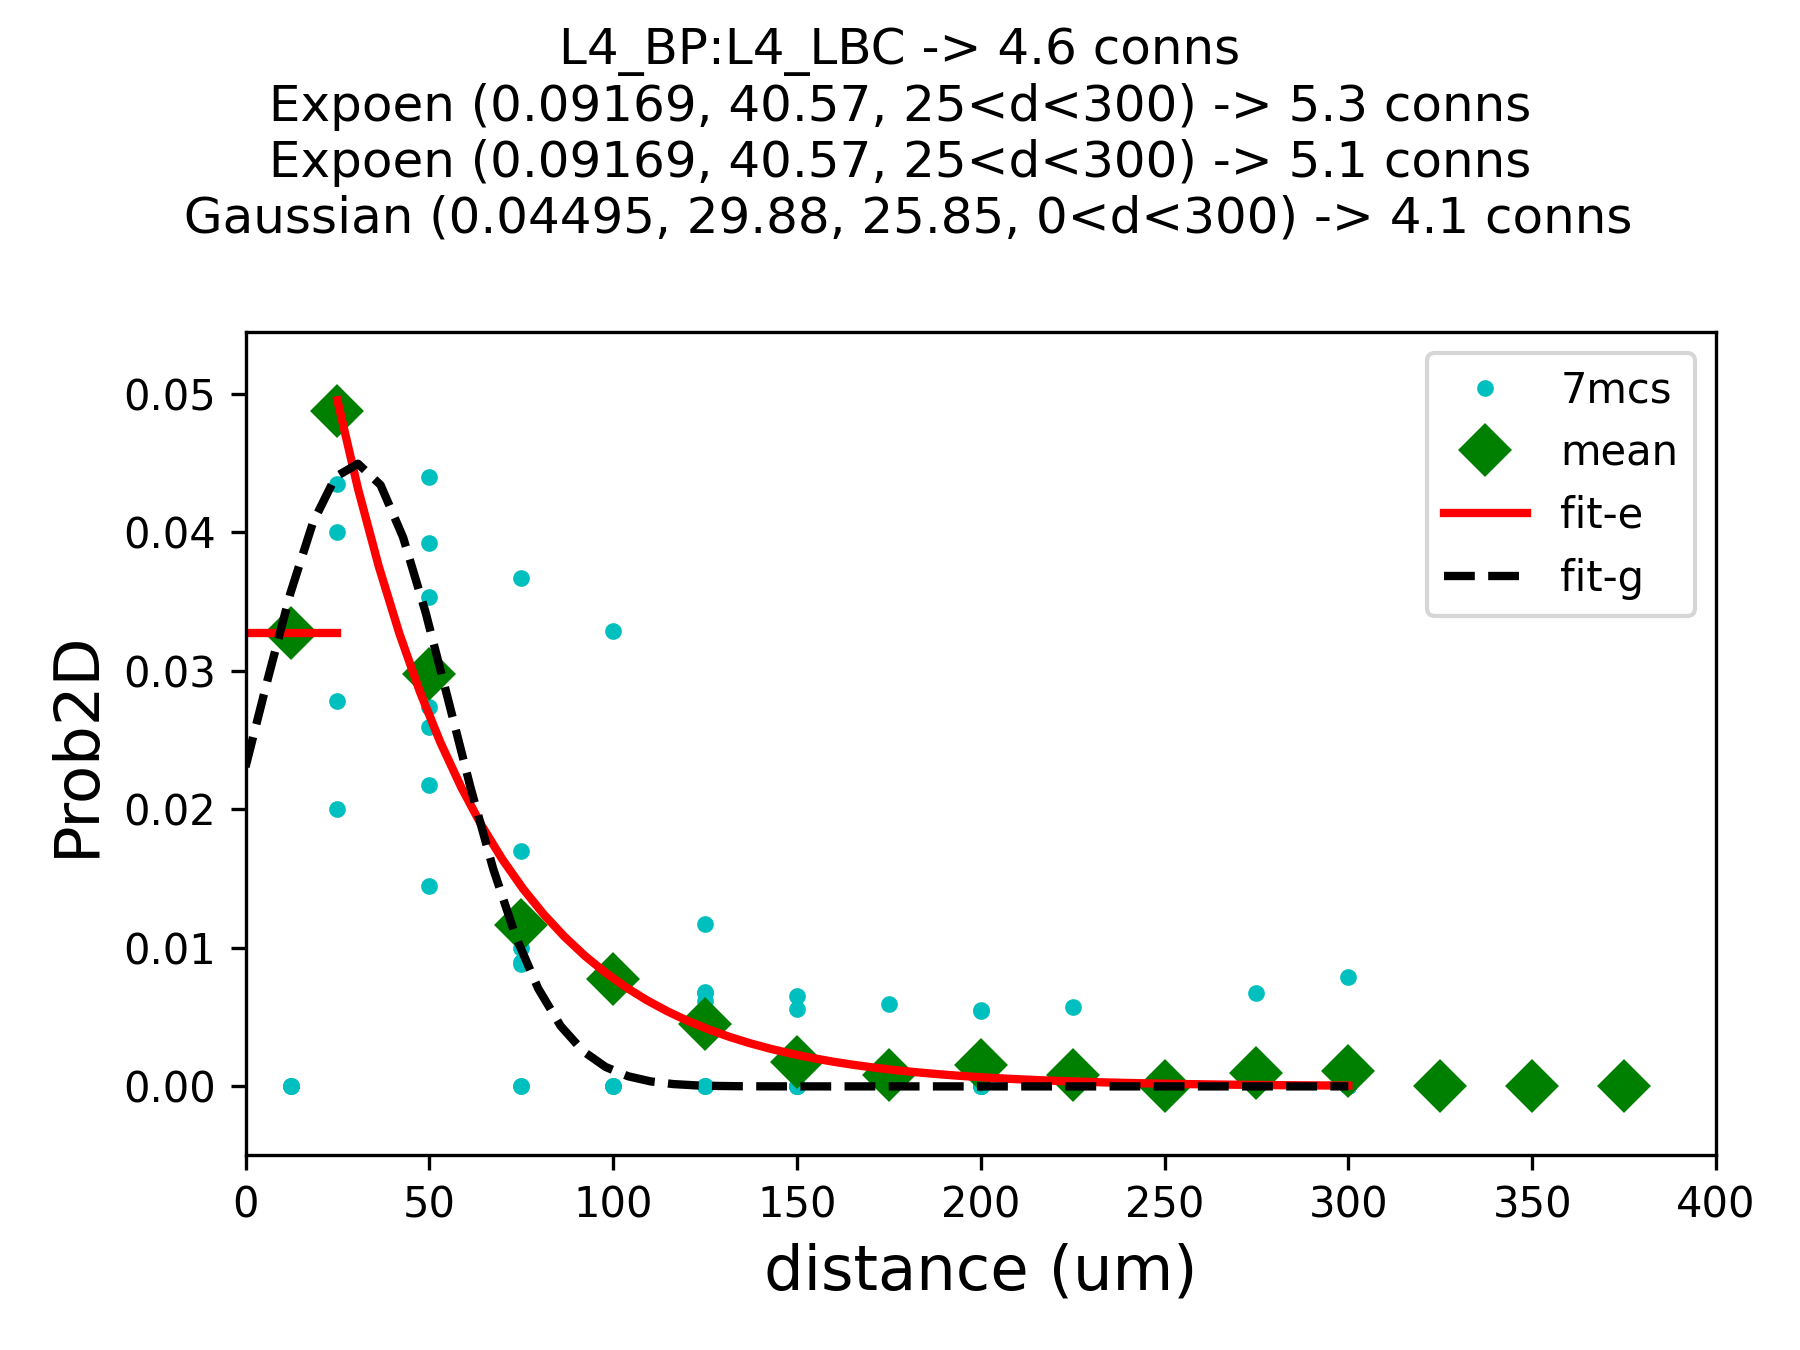 L4_BP:L4_LBC -> 4.6 conns
Expoen (0.09169, 40.57, 25<d<300) -> 5.3 conns
Expoen (0.09169, 40.57, 25<d<300) -> 5.1 conns
Gaussian (0.04495, 29.88, 25.85, 0<d<300) -> 4.1 conns
7mcs
mean
fit-e
fit-g
Prob2D
0.05
0.04
0.03
0.02
0.01
0.00
0 50 100 150 200 250 300 350 400
distance (um)